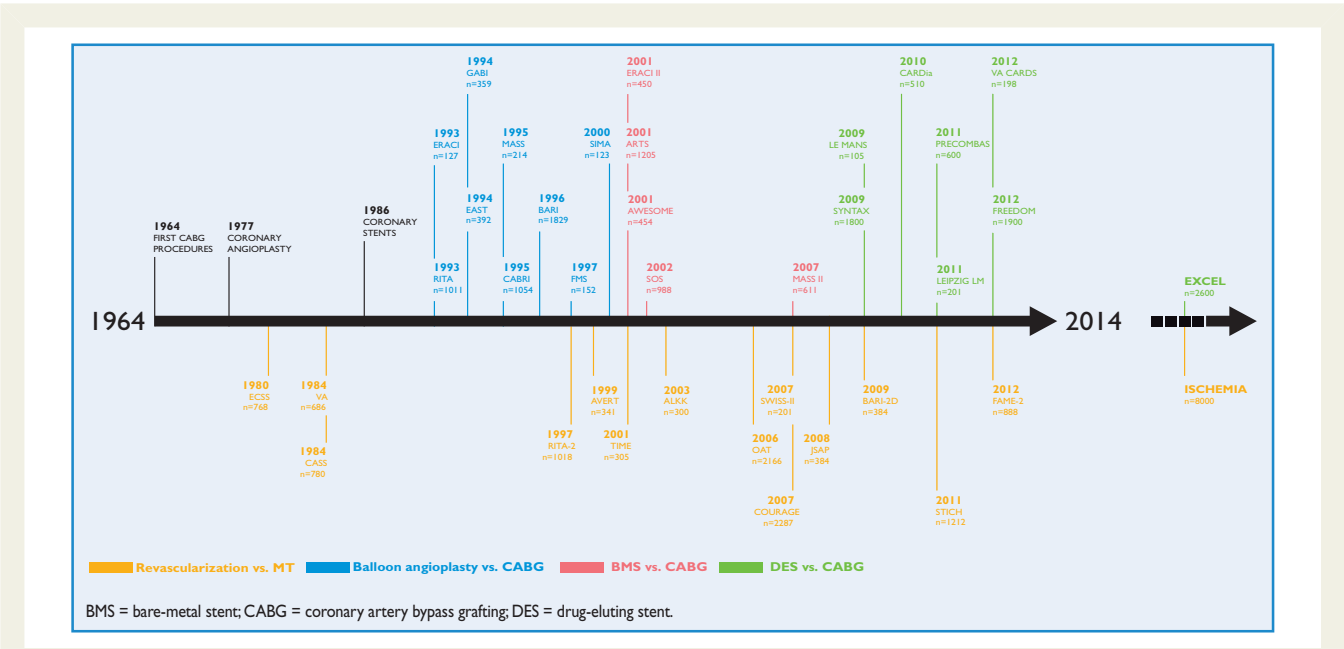 1994
GABI
n=359
2001
ERACI II
n=450
2010
CARDia
n=510
2012
VA CARDS
n=198
1993
ERACI
n=127
1995
MASS
n=214
2000
SIMA
n=123
2001
ARTS
n=1205
2009
LE MANS
n=105
2011
PRECOMBAS
n=600
1964
FIRST CABG
PROCEDURES
1977
CORONARY
ANGIOPLASTY
1986
CORONARY
STENTS
1994
EAST
n=392
1996
BARI
n=1829
2001
AWESOME
n=454
2009
SYNTAX
n=1800
2012
FREEDOM
n=1900
1993
RITA
n=1011
1995
CABRI
n=1054
1997
FMS
n=152
2002
SOS
n=988
2007
MASS II
n=611
2011
LEIPZIG LM
n=201
EXCEL
n=2600
1964
2014
1980
ECSS
n=768
1984
VA
n=686
1984
CASS
n=780
1997
RITA-2
n=1018
1999
AVERT
n=341
2001
TIME
n=305
2003
ALKK
n=300
2006
OAT
n=2166
2007
SWISS-II
n=201
2007
COURAGE
n=2287
2008
JSAP
n=384
2009
BARI-2D
n=384
2011
STICH
n=1212
2012
FAME-2
n=888
ISCHEMIA
n=8000
Revascularization vs. MT
Balloon angioplasty vs. CABG
BMS vs. CABG
DES vs. CABG
BMS = bare-metal stent; CABG = coronary artery bypass grafting; DES = drug-eluting stent.